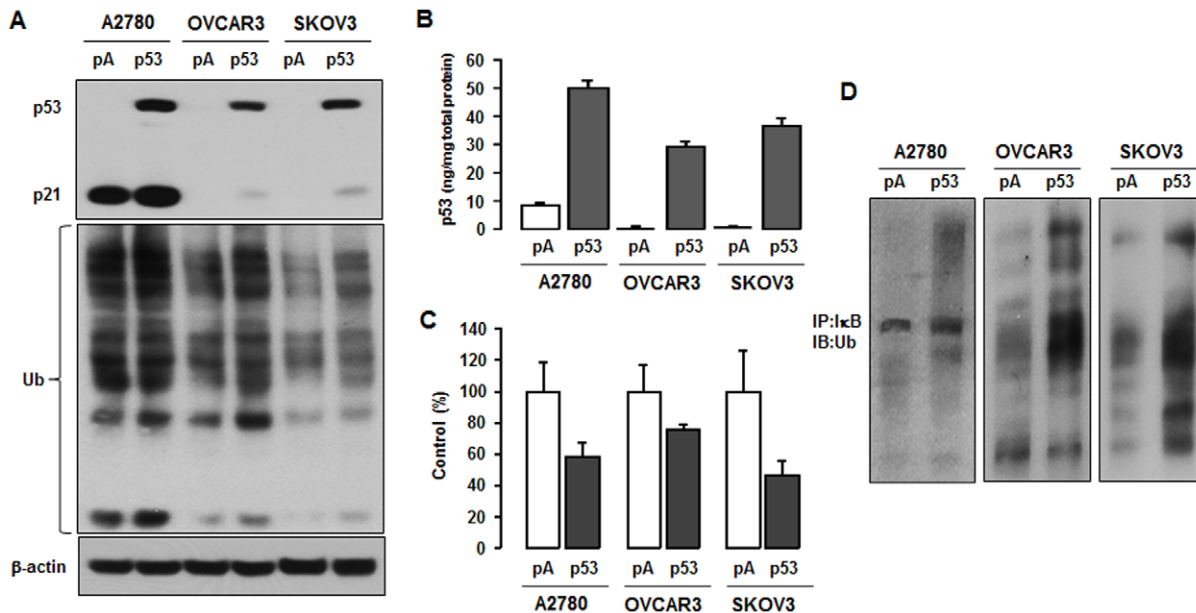 A
A2780 OVCAR3 SKOV3
pA p53 pA p53 pA p53
p53
p21
Ub
β-actin
B
p53 (ng/mg total protein)
60
50
40
30
20
10
0
pA p53 pA p53 pA p53
A2780 OVCAR3 SKOV3
C
Control (%)
140
120
100
80
60
40
20
0
pA p53 pA p53 pA p53
A2780 OVCAR3 SKOV3
D
A2780 OVCAR3 SKOV3
pA p53 pA p53 pA p53
IP:IκB
IB:Ub